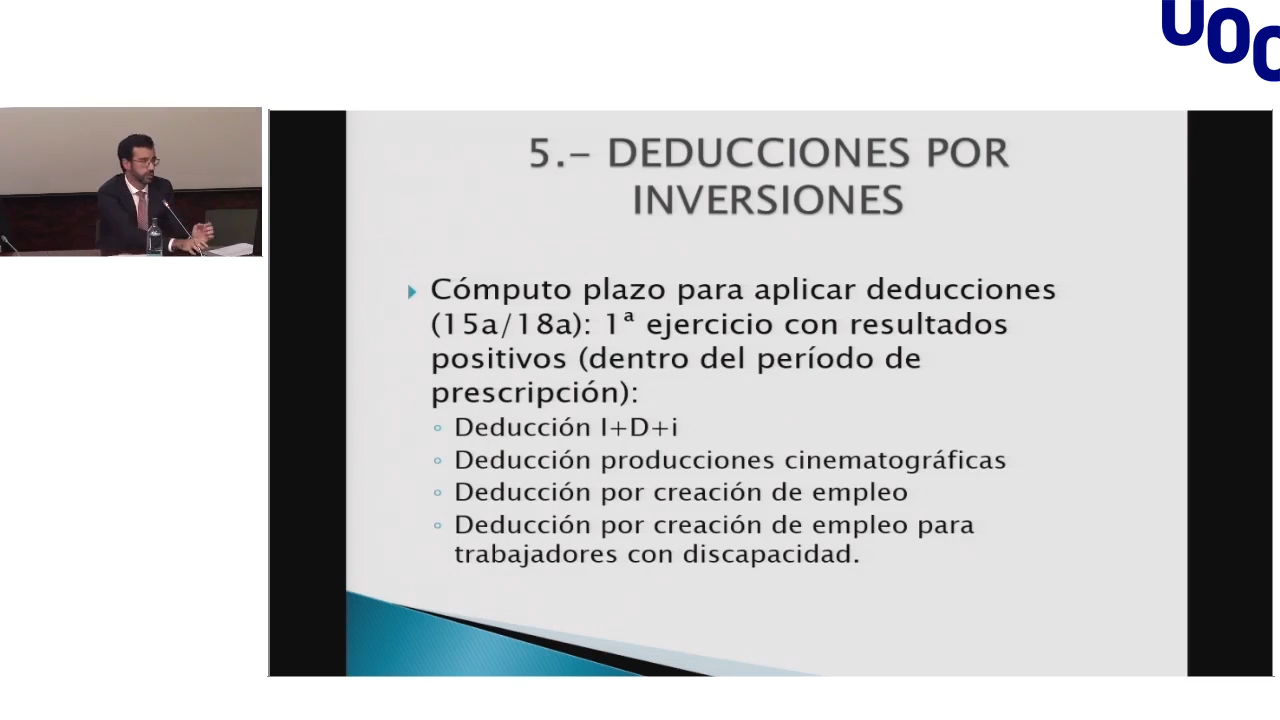 UOC
5.- DEDUCCIONES POR
INVERSIONES
Cómputo plazo para aplicar deducciones
(15a/18a): 1ª ejercicio con resultados
positivos (dentro del período de
prescripción):
Deducción I+D+i
Deducción producciones cinematográficas
Deducción por creación de empleo
Deducción por creación de empleo para
trabajadores con discapacidad.